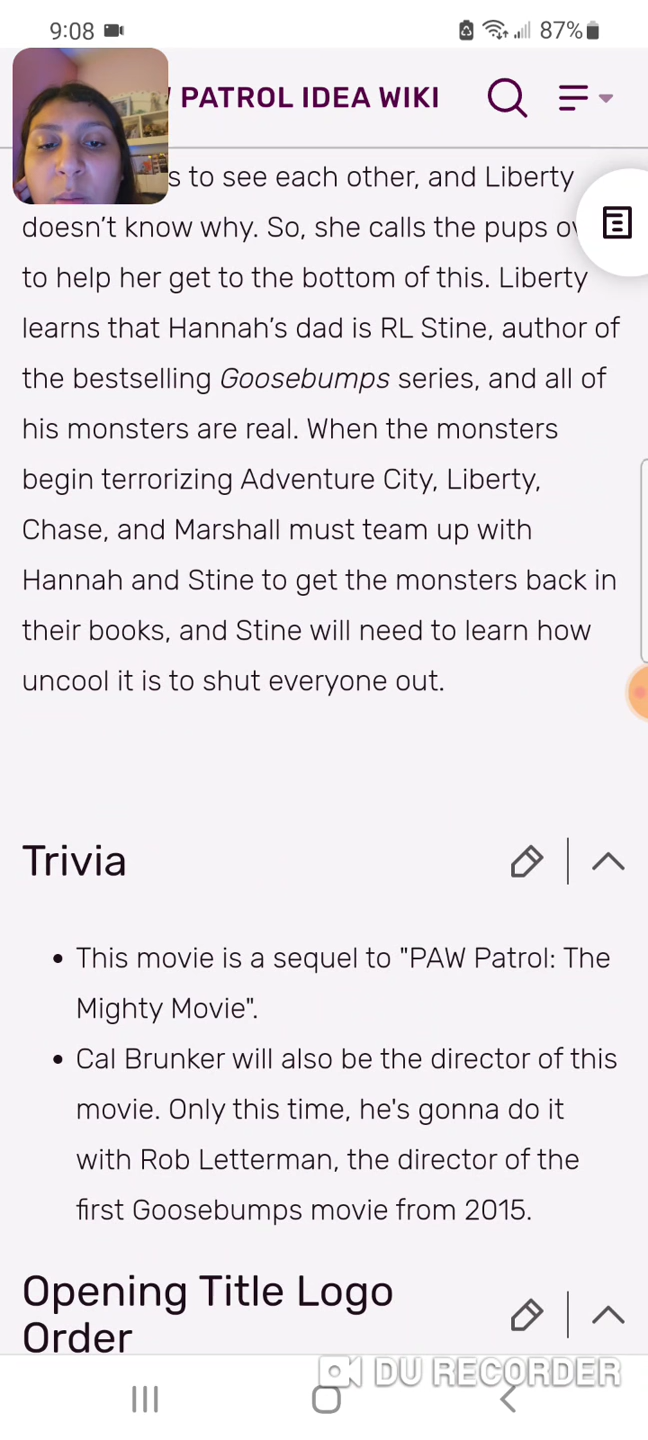 9:08 87%
PATROL IDEA WIKI
s to see each other, and Liberty
doesn't know why. So, she calls the pups
to help her get to the bottom of this. Liberty
learns that Hannah's dad is RL Stine, author of
the bestselling Goosebumps series, and all of
his monsters are real. When the monsters
begin terrorizing Adventure City, Liberty,
Chase, and Marshall must team up with
Hannah and Stine to get the monsters back in
their books, and Stine will need to learn how
uncool it is to shut everyone out.
Trivia
• This movie is a sequel to "PAW Patrol: The
Mighty Movie".
• Cal Brunker will also be the director of this
movie. Only this time, he's gonna do it
with Rob Letterman, the director of the
first Goosebumps movie from 2015.
Opening Title Logo
Order
DU RECORDER